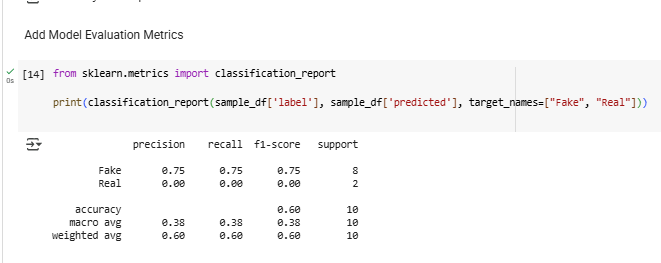 Add Model Evaluation Metrics
0s
[14] from sklearn.metrics import classification_report
print(classification_report(sample_df['label'], sample_df['predicted'], target_names=["Fake", "Real"]))
precision recall f1-score support
Fake 0.75 0.75 0.75 8
Real 0.00 0.00 0.00 2
accuracy 0.60 10
macro avg 0.38 0.38 0.38 10
weighted avg 0.60 0.60 0.60 10